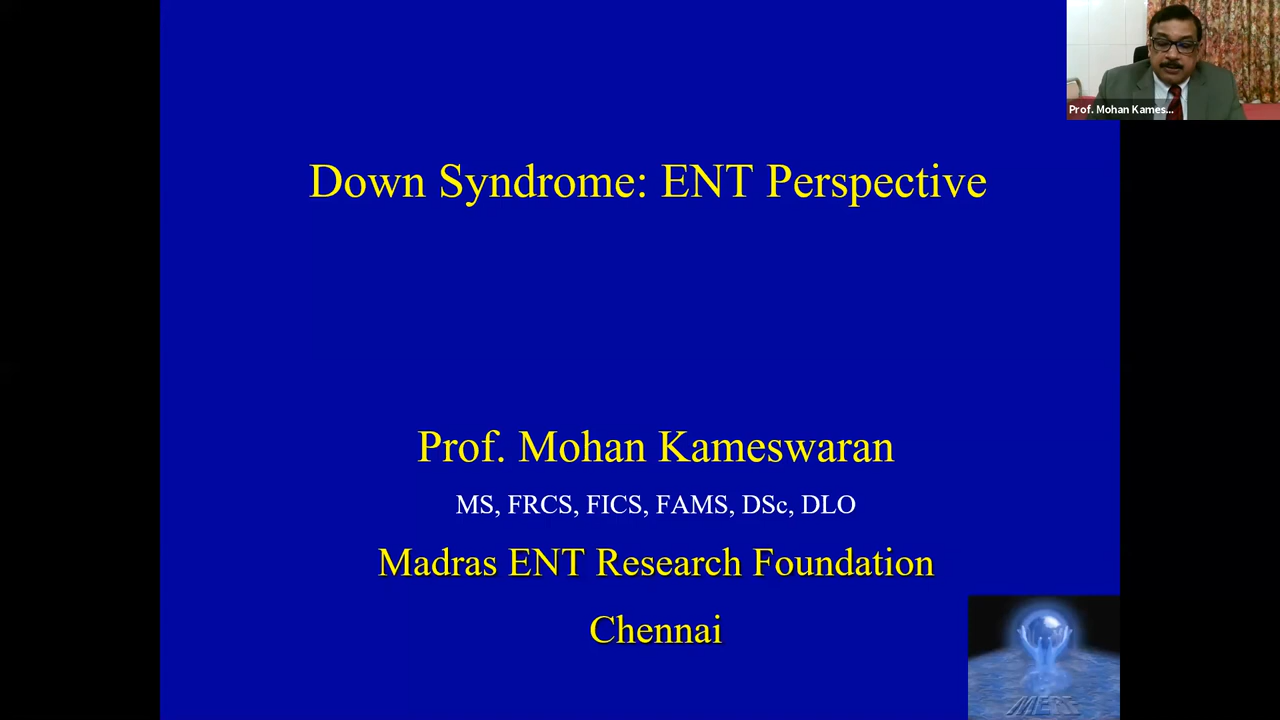 Prof. Mohan Kames...
Down Syndrome: ENT Perspective
Prof. Mohan Kameswaran
MS, FRCS, FICS, FAMS, DSc, DLO
Madras ENT Research Foundation
Chennai